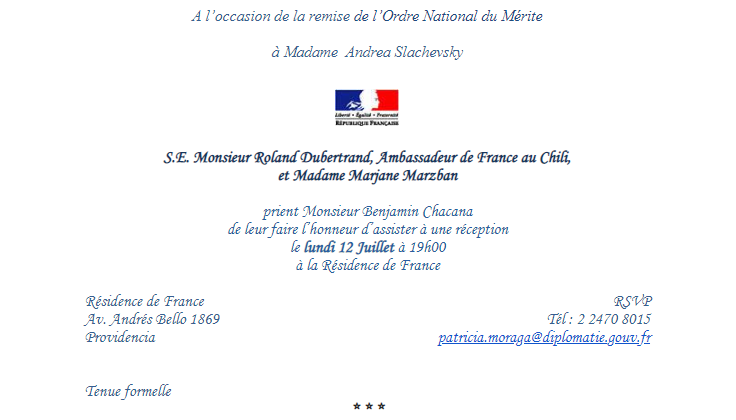 A l'occasion de la remise de l'Ordre National du Mérite
à Madame Andrea Slachevsky
Liberté • Égalité • Fraternité
RÉPUBLIQUE FRANÇAISE
S.E. Monsieur Roland Dubertrand, Ambassadeur de France au Chili,
et Madame Marjane Marzban
prient Monsieur Benjamin Chacana
de leur faire l'honneur d'assister à une réception
le lundi 12 Juillet à 19h00
à la Résidence de France
Résidence de France
Av. Andrés Bello 1869
Providencia
RSVP
Tél : 2 2470 8015
patricia.moraga@diplomatie.gouv.fr
Tenue formelle
* * *